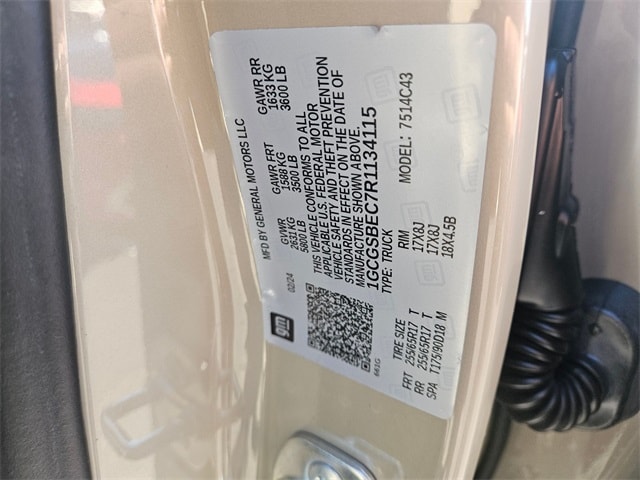 MFD BY GENERAL MOTORS LLC
02/24
GVWR GAWR FRT GAWR RR
2631 KG 1588 KG 1633 KG
5800 LB 3500 LB 3600 LB
THIS VEHICLE CONFORMS TO ALL
APPLICABLE U.S. FEDERAL MOTOR
VEHICLE SAFETY AND THEFT PREVENTION
STANDARDS IN EFFECT ON THE DATE OF
MANUFACTURE SHOWN ABOVE.
1GCGSBEC7R1134115
TYPE: TRUCK MODEL: 7514C43
TIRE SIZE RIM
FRT 255/65R17 T 17X8J
RR 255/65R17 T 17X8J
SPA T175/90D18 M 18X4.5B
gm